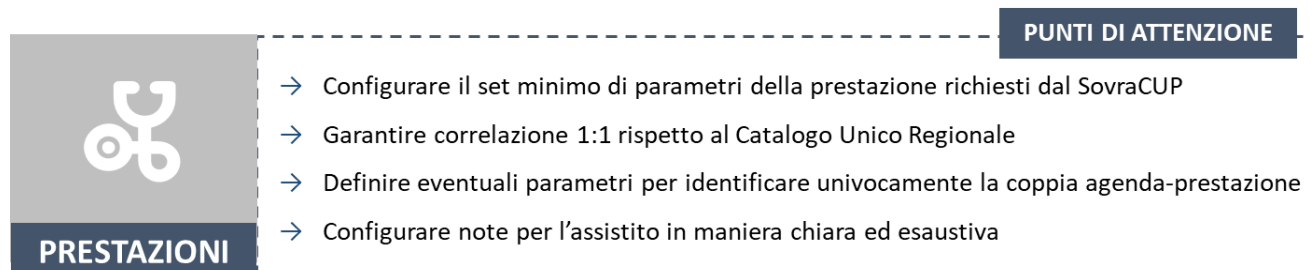 PUNTI DI ATTENZIONE
→ Configurare il set minimo di parametri della prestazione richiesti dal SovraCUP
→ Garantire correlazione 1:1 rispetto al Catalogo Unico Regionale
→ Definire eventuali parametri per identificare univocamente la coppia agenda-prestazione
→ Configurare note per l’assistito in maniera chiara ed esaustiva
PRESTAZIONI